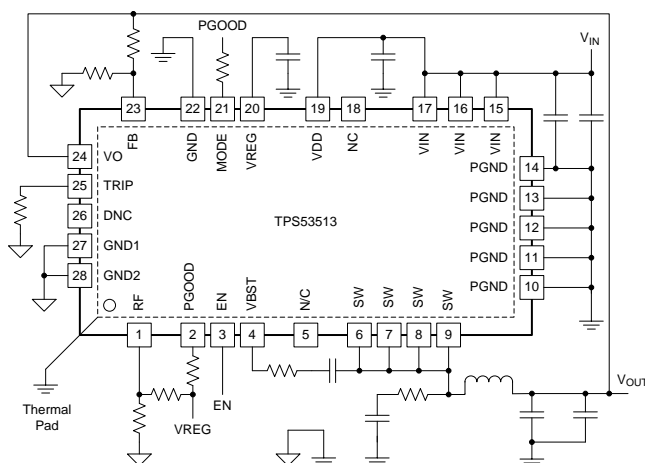 PGOOD
VIN
23
22
21
20
19
18
17
16
15
FB
GND
MODE
VREG
VDD
NC
VIN
VIN
VIN
24
VO
25
TRIP
26
DNC
27
GND1
28
GND2
TPS53513
PGND
14
PGND
13
PGND
12
PGND
11
PGND
10
RF
PGOOD
EN
VBST
N/C
SW
SW
SW
SW
1
2
3
4
5
6
7
8
9
Thermal
Pad
VREG
EN
VOUT